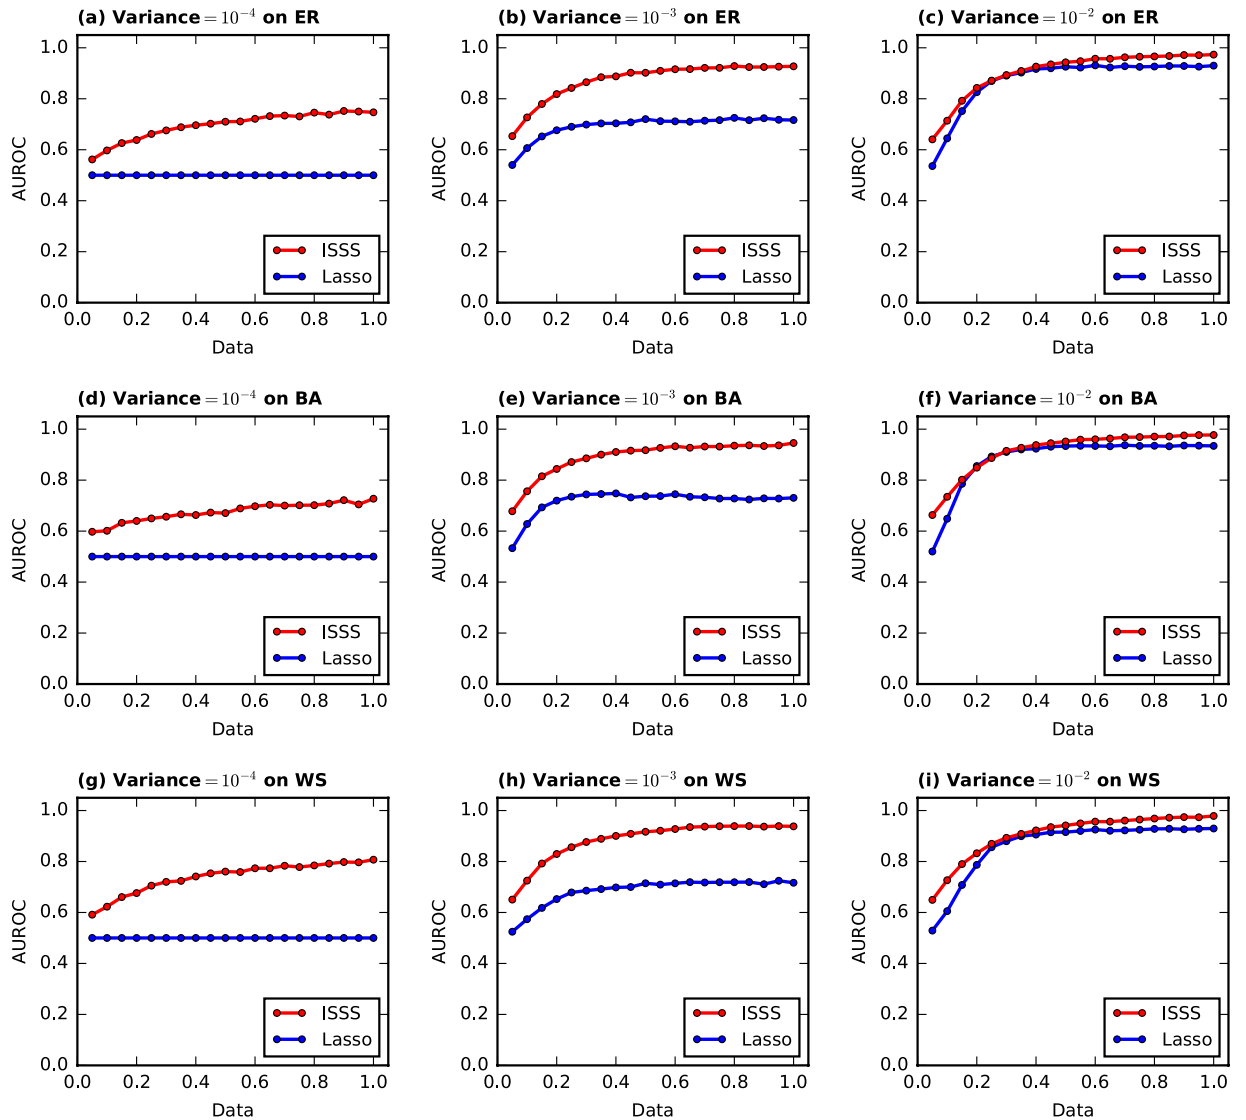 (a) Variance = 10⁻⁴ on ER
AUROC
1.0
0.8
0.6
0.4
0.2
0.0
ISSS
Lasso
0.0 0.2 0.4 0.6 0.8 1.0
Data
(b) Variance = 10⁻³ on ER
AUROC
1.0
0.8
0.6
0.4
0.2
0.0
ISSS
Lasso
0.0 0.2 0.4 0.6 0.8 1.0
Data
(c) Variance = 10⁻² on ER
AUROC
1.0
0.8
0.6
0.4
0.2
0.0
ISSS
Lasso
0.0 0.2 0.4 0.6 0.8 1.0
Data
(d) Variance = 10⁻⁴ on BA
AUROC
1.0
0.8
0.6
0.4
0.2
0.0
ISSS
Lasso
0.0 0.2 0.4 0.6 0.8 1.0
Data
(e) Variance = 10⁻³ on BA
AUROC
1.0
0.8
0.6
0.4
0.2
0.0
ISSS
Lasso
0.0 0.2 0.4 0.6 0.8 1.0
Data
(f) Variance = 10⁻² on BA
AUROC
1.0
0.8
0.6
0.4
0.2
0.0
ISSS
Lasso
0.0 0.2 0.4 0.6 0.8 1.0
Data
(g) Variance = 10⁻⁴ on WS
AUROC
1.0
0.8
0.6
0.4
0.2
0.0
ISSS
Lasso
0.0 0.2 0.4 0.6 0.8 1.0
Data
(h) Variance = 10⁻³ on WS
AUROC
1.0
0.8
0.6
0.4
0.2
0.0
ISSS
Lasso
0.0 0.2 0.4 0.6 0.8 1.0
Data
(i) Variance = 10⁻² on WS
AUROC
1.0
0.8
0.6
0.4
0.2
0.0
ISSS
Lasso
0.0 0.2 0.4 0.6 0.8 1.0
Data